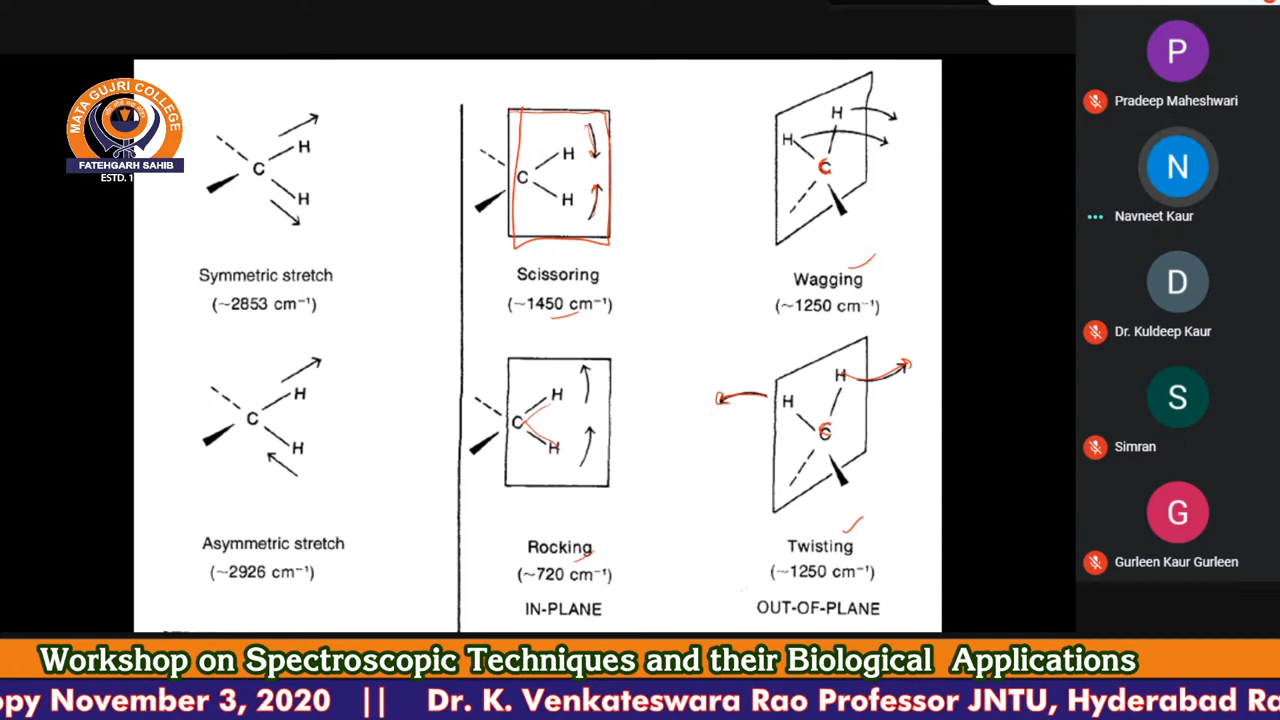 MATA GUJRI COLLEGE
FATEHGARH SAHIB
ESTD. 1
C
H
H
Symmetric stretch
(~2853 cm⁻¹)
C
H
H
Scissoring
(~1450 cm⁻¹)
H
H
C
Wagging
(~1250 cm⁻¹)
C
H
H
Asymmetric stretch
(~2926 cm⁻¹)
C
H
H
Rocking
(~720 cm⁻¹)
IN-PLANE
H
H
C
Twisting
(~1250 cm⁻¹)
OUT-OF-PLANE
P
Pradeep Maheshwari
N
Navneet Kaur
D
Dr. Kuldeep Kaur
S
Simran
G
Gurleen Kaur Gurleen
Workshop on Spectroscopic Techniques and their Biological Applications
opy November 3, 2020 || Dr. K. Venkateswara Rao Professor JNTU, Hyderabad Ra